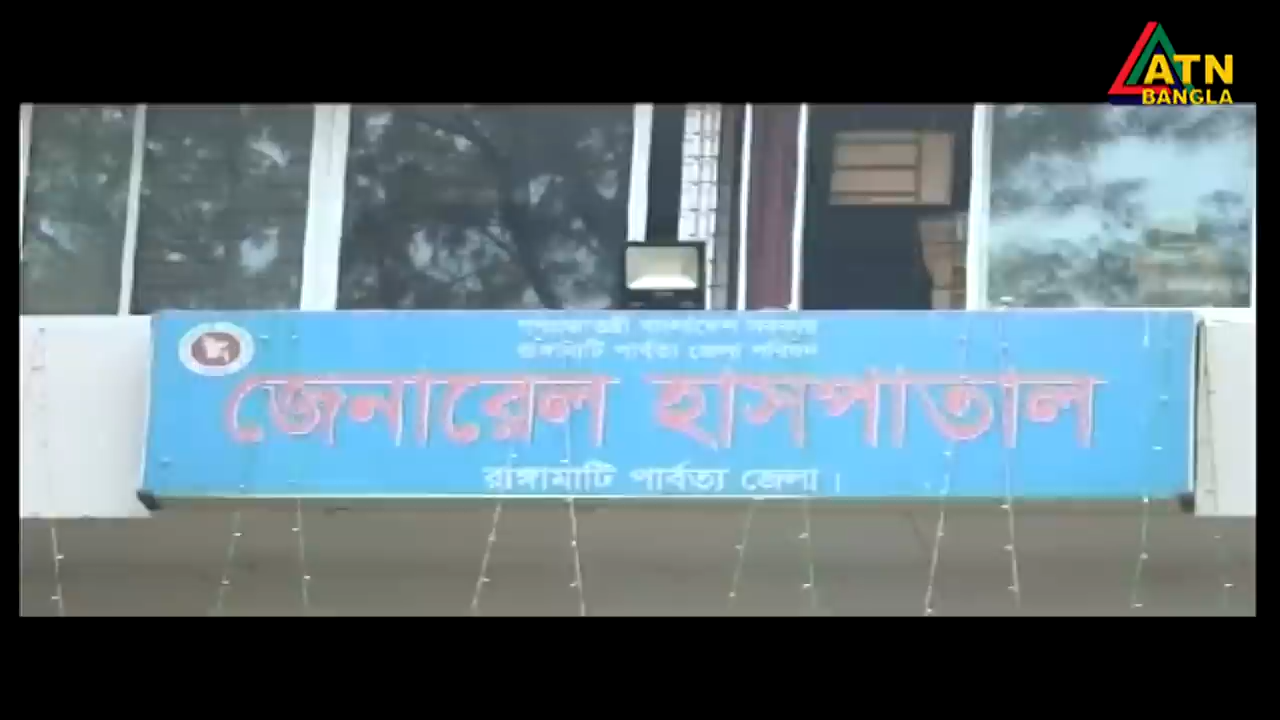 ATN
BANGLA
গণপ্রজাতন্ত্রী বাংলাদেশ সরকার
রাঙ্গামাটি পার্বত্য জেলা পরিষদ
জেনারেল হাসপাতাল
রাঙ্গামাটি পার্বত্য জেলা।